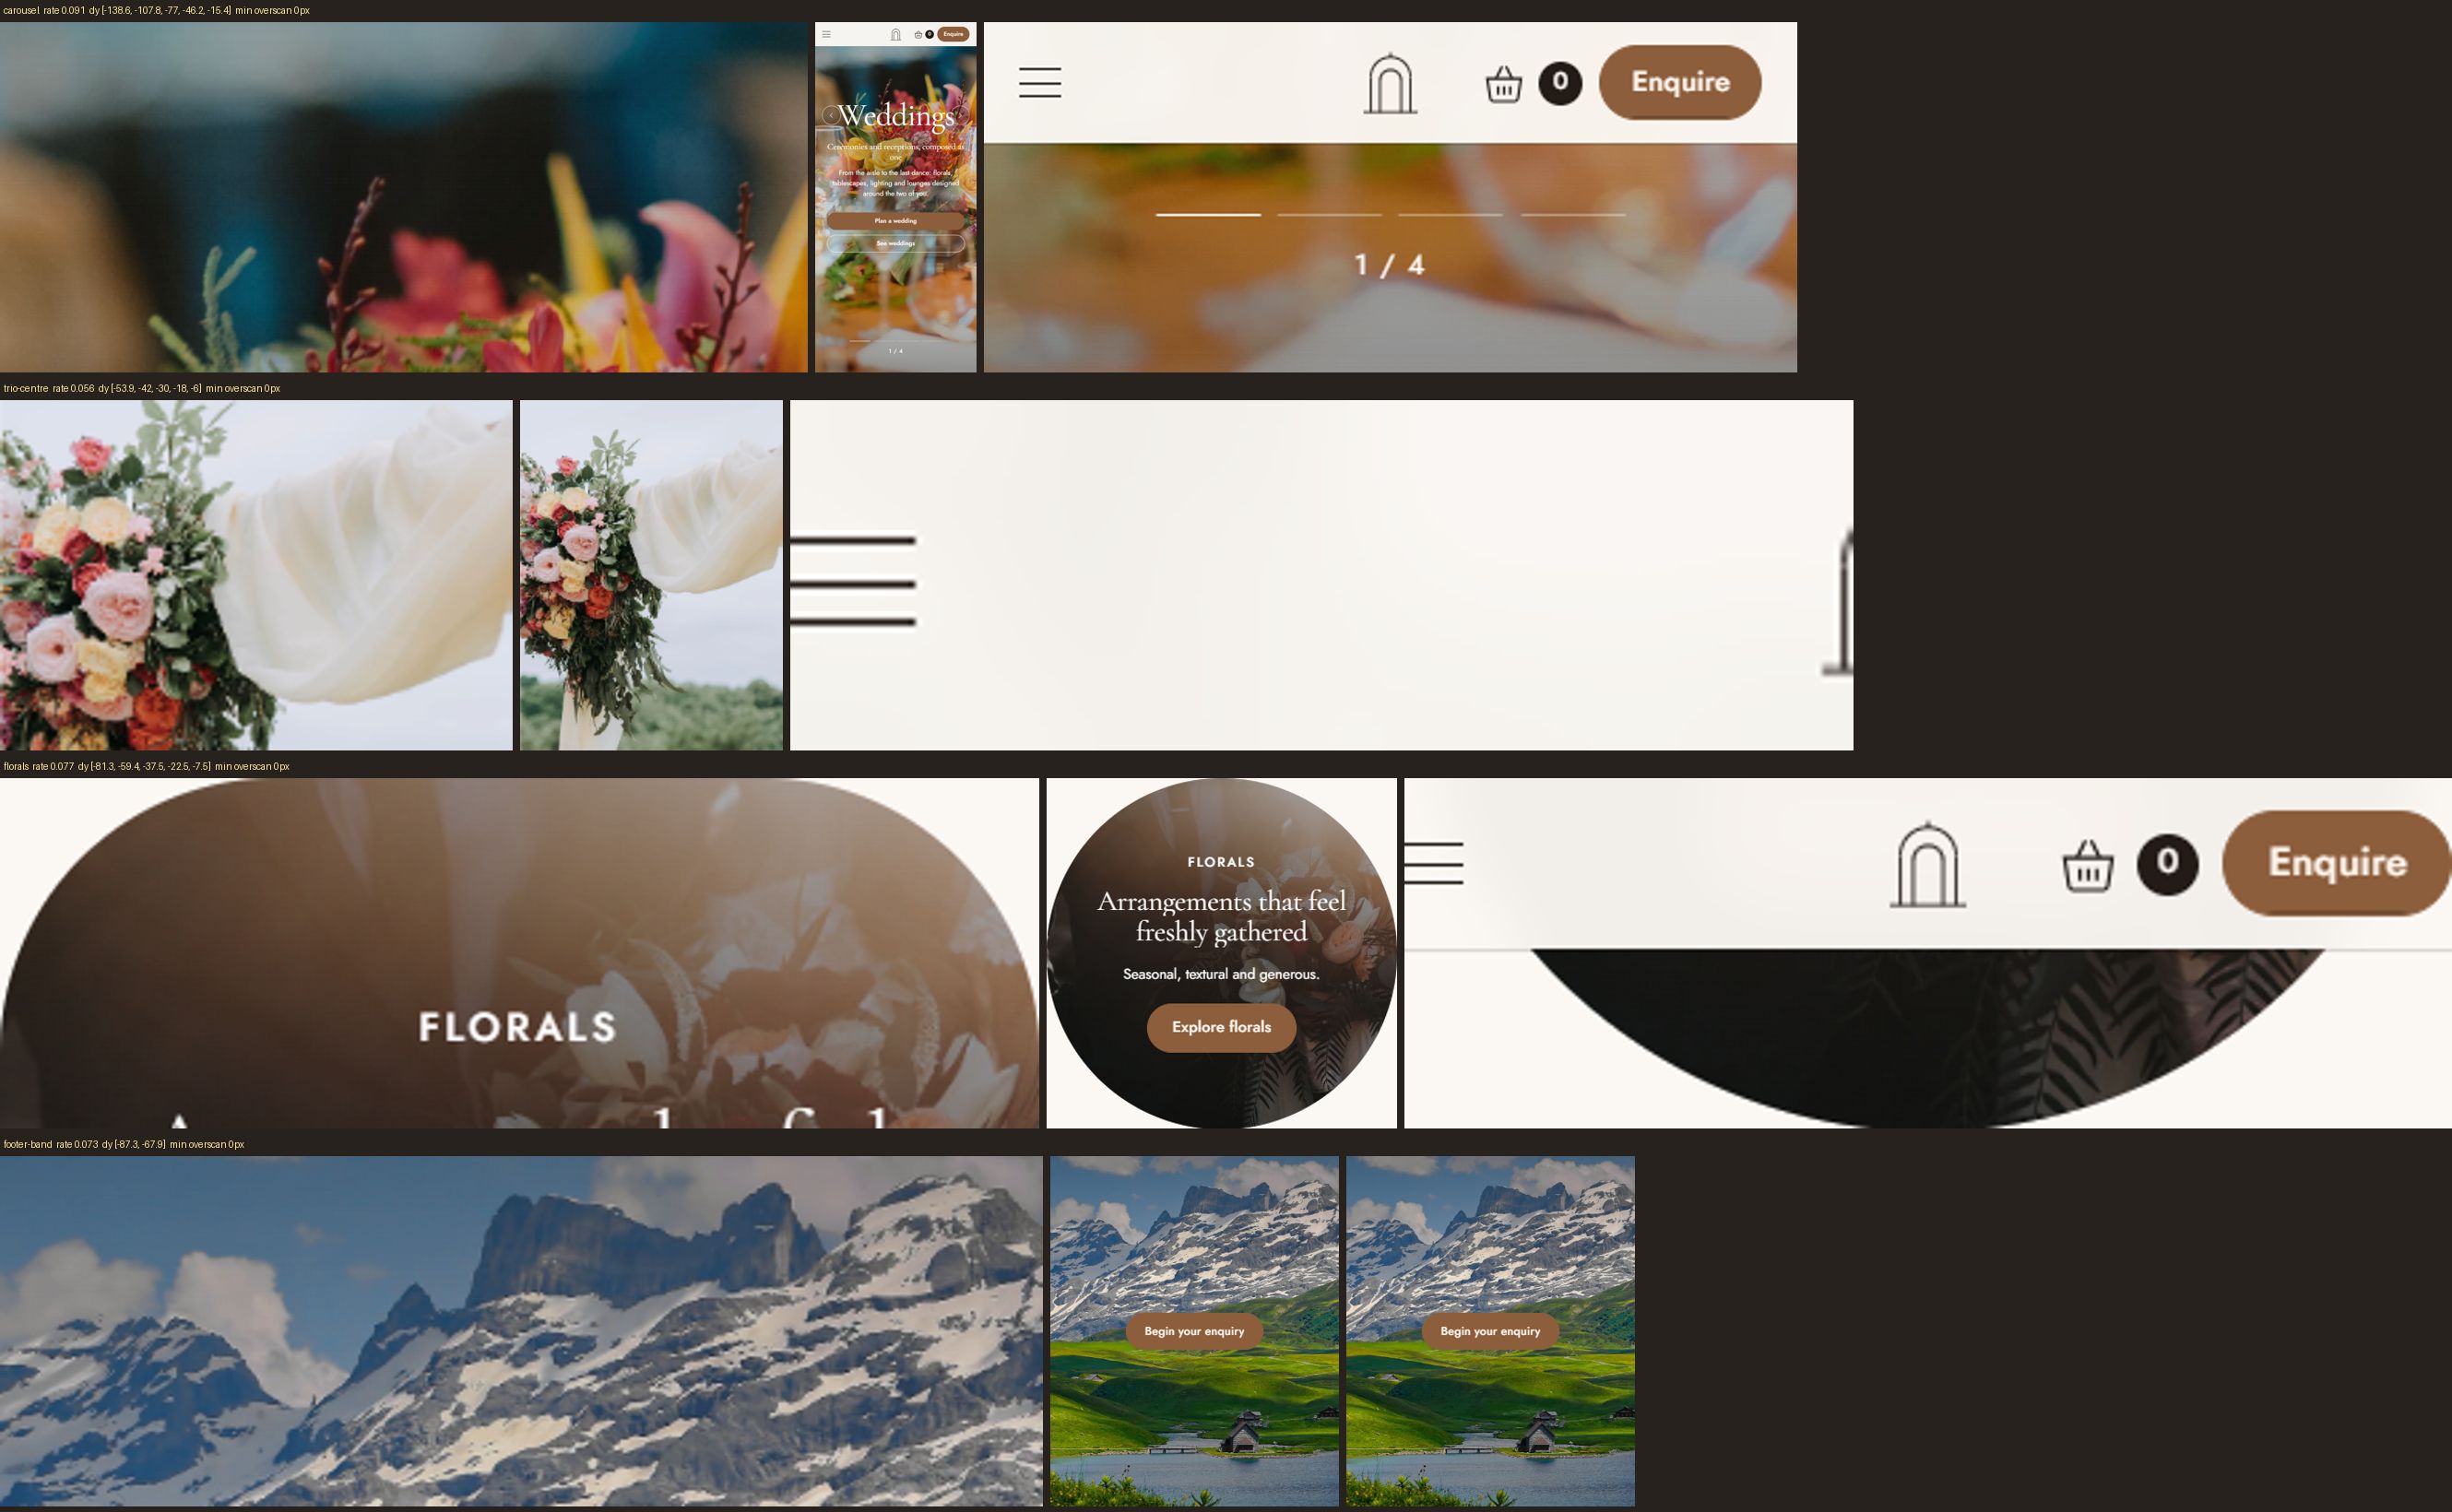 carousel rate 0.091 dy [-138.6, -107.8, -77, -46.2, -15.4] min overscan 0px
0 Enquire
Weddings
Ceremonies and receptions, composed as
one
From the aisle to the last dance: florals,
tablescapes, lighting and lounges designed
around the two of you.
Plan a wedding
See weddings
1 / 4
0 Enquire
1 / 4
trio-centre rate 0.056 dy [-53.9, -42, -30, -18, -6] min overscan 0px
florals rate 0.077 dy [-81.3, -59.4, -37.5, -22.5, -7.5] min overscan 0px
FLORALS
FLORALS
Arrangements that feel
freshly gathered
Seasonal, textural and generous.
Explore florals
0 Enquire
footer-band rate 0.073 dy [-87.3, -67.9] min overscan 0px
Begin your enquiry
Begin your enquiry